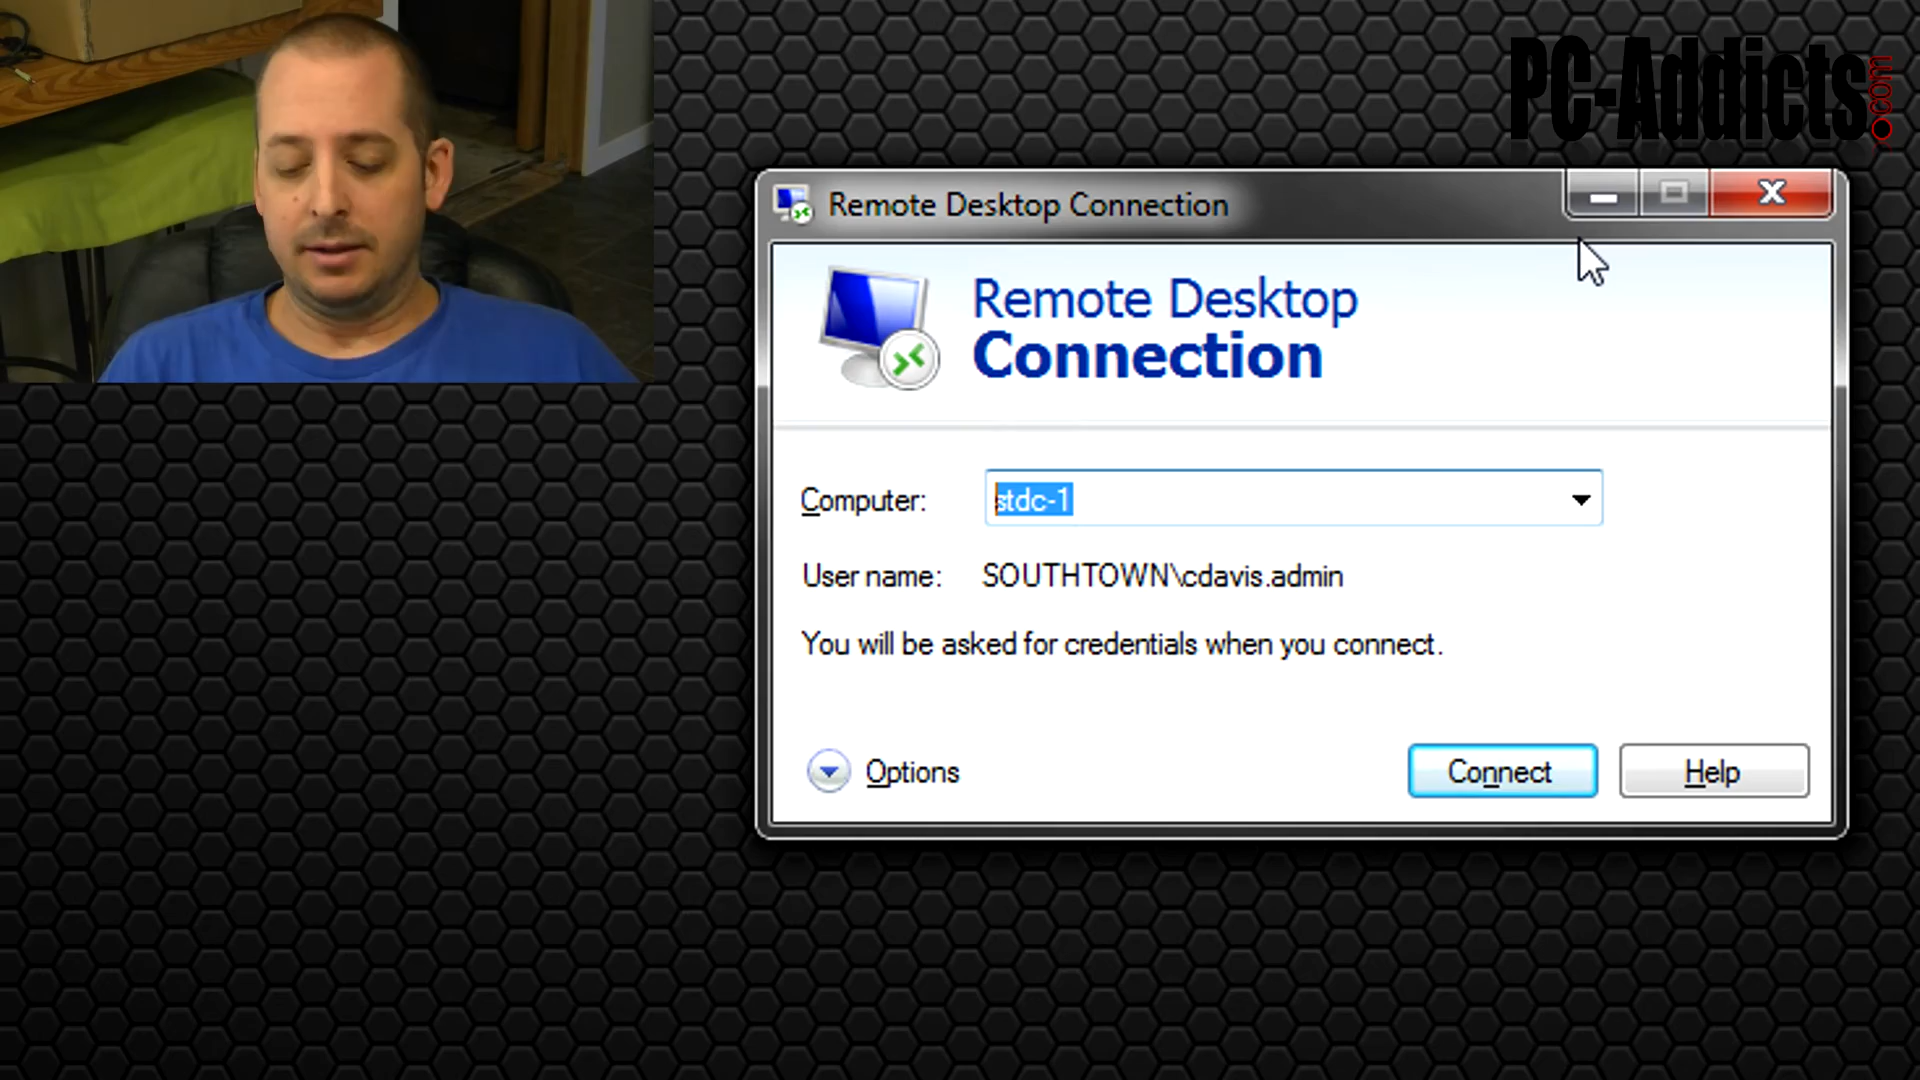 PC-Addicts.com
Remote Desktop Connection
Remote Desktop
Connection
Computer: stdc-1
User name: SOUTHTOWN\cdavis.admin
You will be asked for credentials when you connect.
Options Connect Help